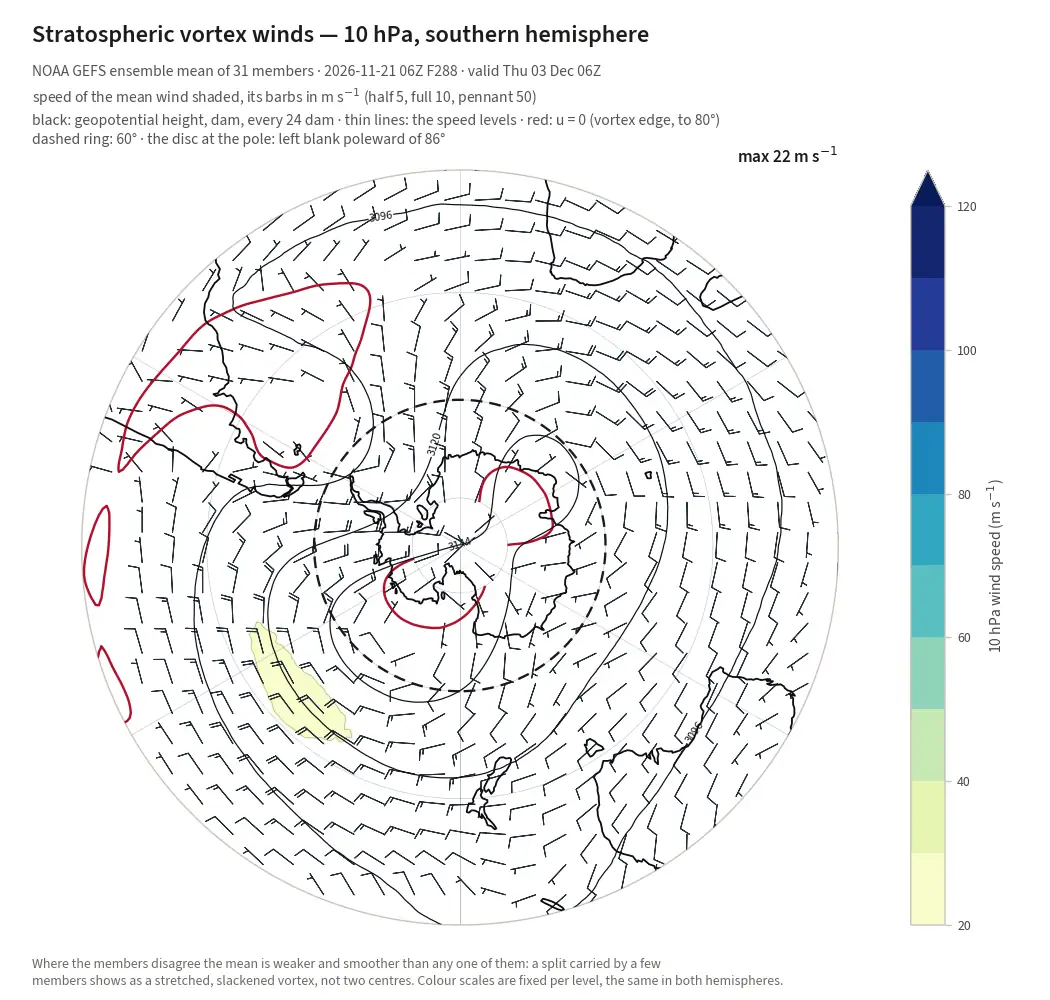 Stratospheric vortex winds — 10 hPa, southern hemisphere
NOAA GEFS ensemble mean of 31 members · 2026-11-21 06Z F288 · valid Thu 03 Dec 06Z
speed of the mean wind shaded, its barbs in m s⁻¹ (half 5, full 10, pennant 50)
black: geopotential height, dam, every 24 dam · thin lines: the speed levels · red: u = 0 (vortex edge, to 80°)
dashed ring: 60° · the disc at the pole: left blank poleward of 86°
max 22 m s⁻¹
3096
3120
3144
3096
120
100
80
60
40
20
10 hPa wind speed (m s⁻¹)
Where the members disagree the mean is weaker and smoother than any one of them: a split carried by a few
members shows as a stretched, slackened vortex, not two centres. Colour scales are fixed per level, the same in both hemispheres.